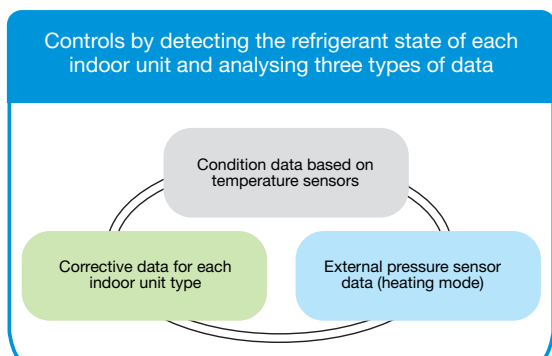 Controls by detecting the refrigerant state of each
indoor unit and analysing three types of data
Condition data based on
temperature sensors
Corrective data for each
indoor unit type
External pressure sensor
data (heating mode)